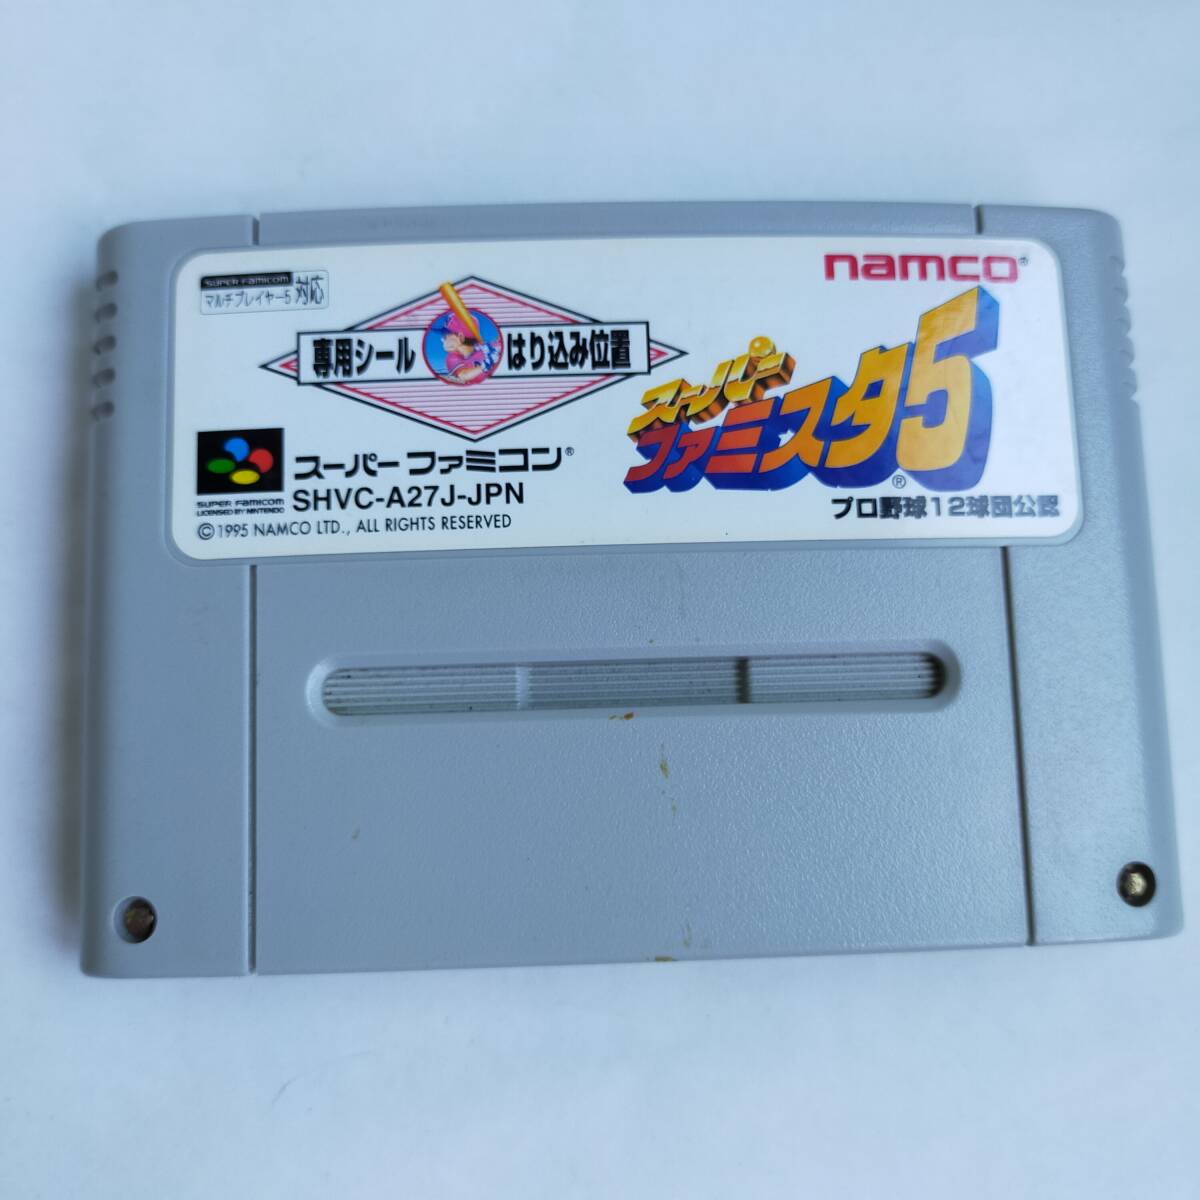 SUPER FAMICOM
マルチプレイヤー5 対応
namco®
専用シール はり込み位置
スーパー
ファミスタ5®
SUPER FAMICOM
LICENSED BY NINTENDO
スーパーファミコン®
SHVC-A27J-JPN
©1995 NAMCO LTD., ALL RIGHTS RESERVED
プロ野球12球団公認